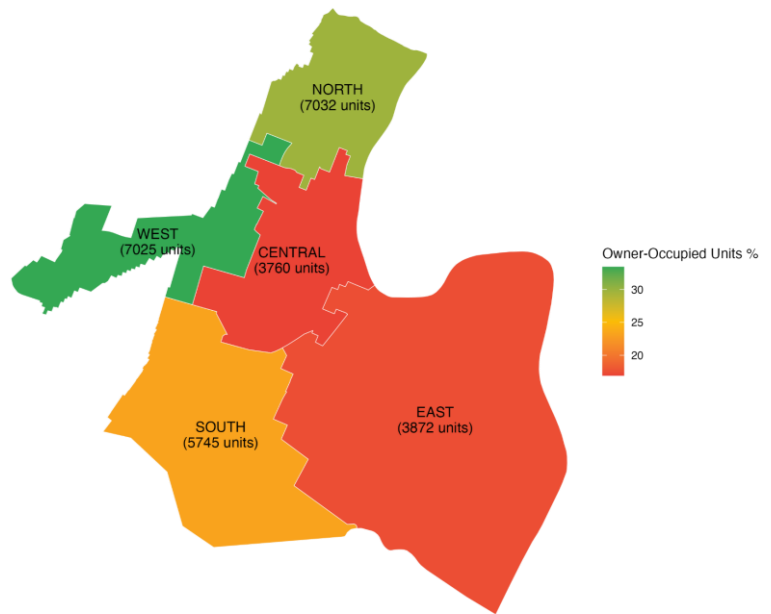 NORTH
(7032 units)
WEST
(7025 units)
CENTRAL
(3760 units)
Owner-Occupied Units %
30
25
20
EAST
(3872 units)
SOUTH
(5745 units)